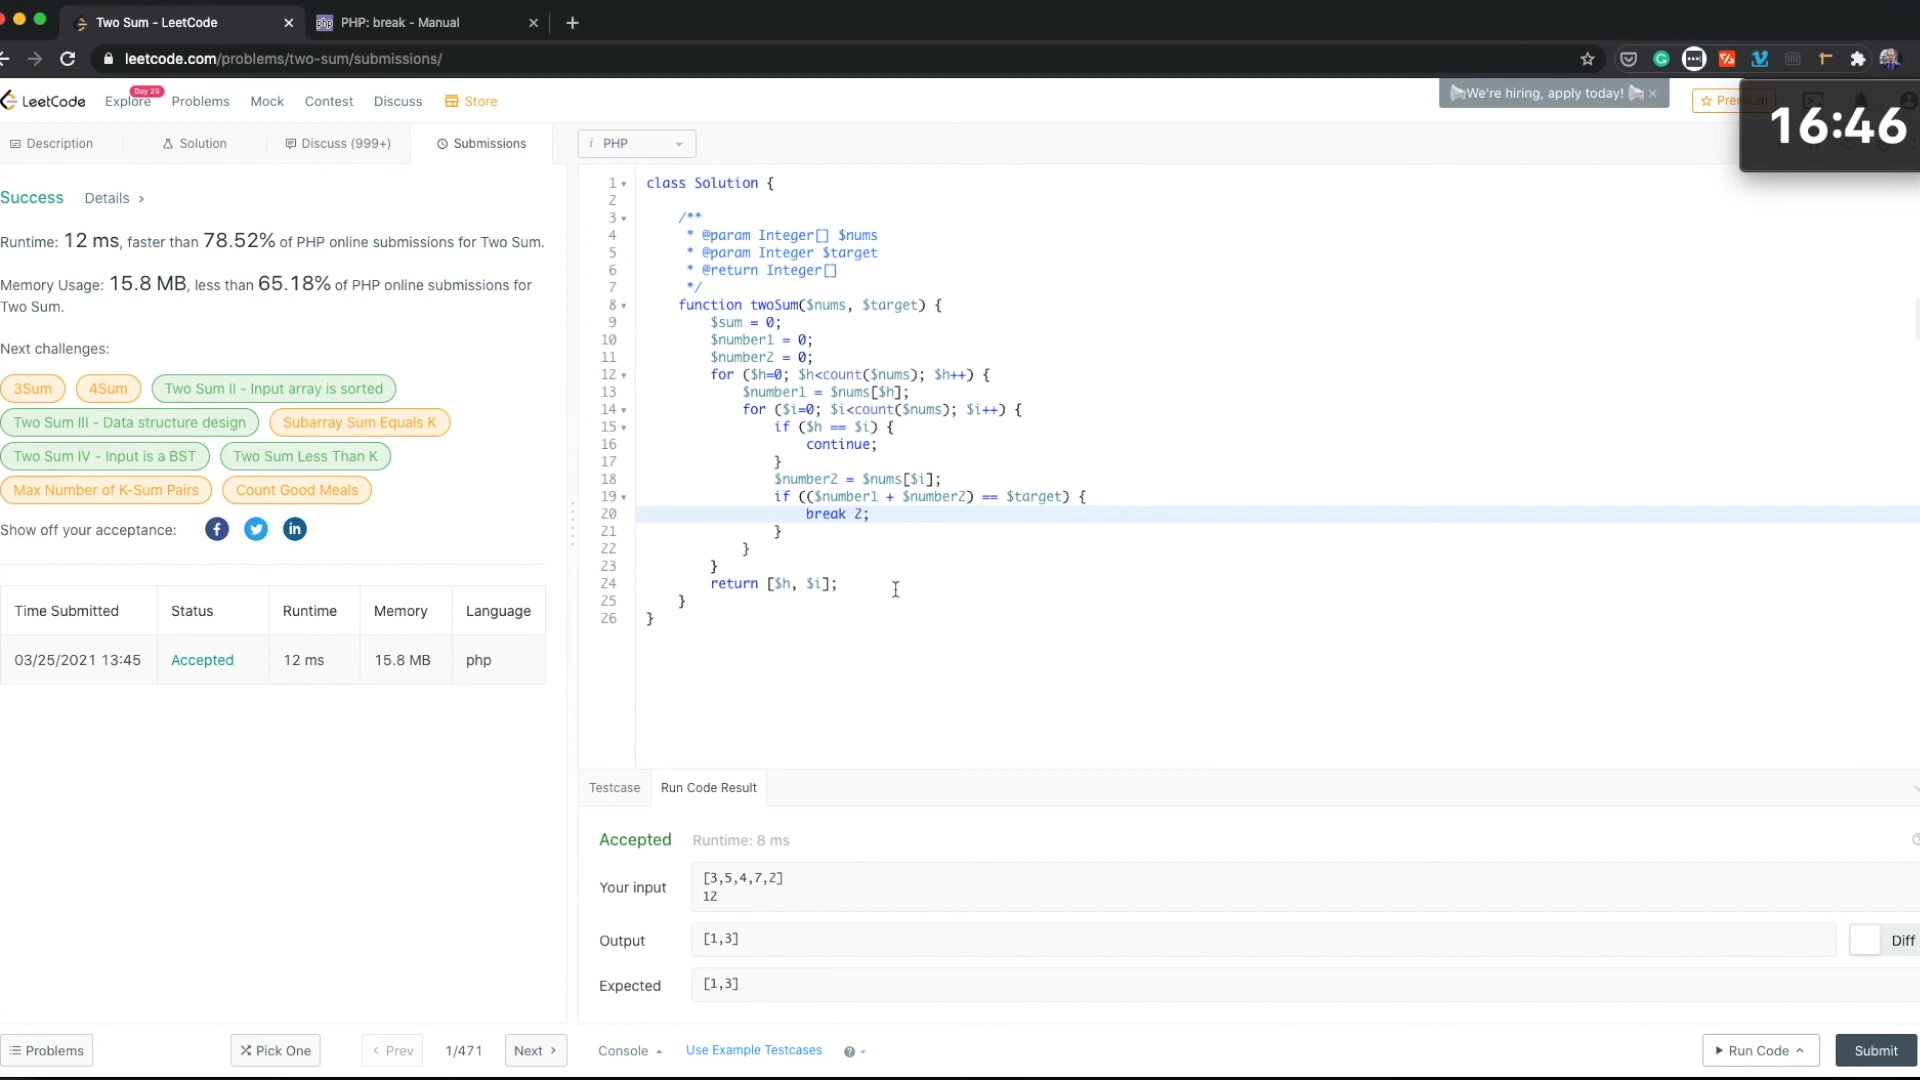 Two Sum - LeetCode
PHP: break - Manual
leetcode.com/problems/two-sum/submissions/
LeetCode
Explore
Day 25
Problems
Mock
Contest
Discuss
Store
We're hiring, apply today!
Premium
16:46
Description
Solution
Discuss (999+)
Submissions
i PHP
Success Details >
Runtime: 12 ms, faster than 78.52% of PHP online submissions for Two Sum.
Memory Usage: 15.8 MB, less than 65.18% of PHP online submissions for
Two Sum.
Next challenges:
3Sum
4Sum
Two Sum II - Input array is sorted
Two Sum III - Data structure design
Subarray Sum Equals K
Two Sum IV - Input is a BST
Two Sum Less Than K
Max Number of K-Sum Pairs
Count Good Meals
Show off your acceptance:
Time Submitted Status Runtime Memory Language
03/25/2021 13:45 Accepted 12 ms 15.8 MB php
1 class Solution {
2
3 /**
4 * @param Integer[] $nums
5 * @param Integer $target
6 * @return Integer[]
7 */
8 function twoSum($nums, $target) {
9 $sum = 0;
10 $number1 = 0;
11 $number2 = 0;
12 for ($h=0; $h<count($nums); $h++) {
13 $number1 = $nums[$h];
14 for ($i=0; $i<count($nums); $i++) {
15 if ($h == $i) {
16 continue;
17 }
18 $number2 = $nums[$i];
19 if (($number1 + $number2) == $target) {
20 break 2;
21 }
22 }
23 }
24 return [$h, $i];
25 }
26 }
Testcase
Run Code Result
Accepted Runtime: 8 ms
Your input
[3,5,4,7,2]
12
Output
[1,3]
Diff
Expected
[1,3]
Problems
Pick One
< Prev
1/471
Next >
Console
Use Example Testcases
Run Code
Submit